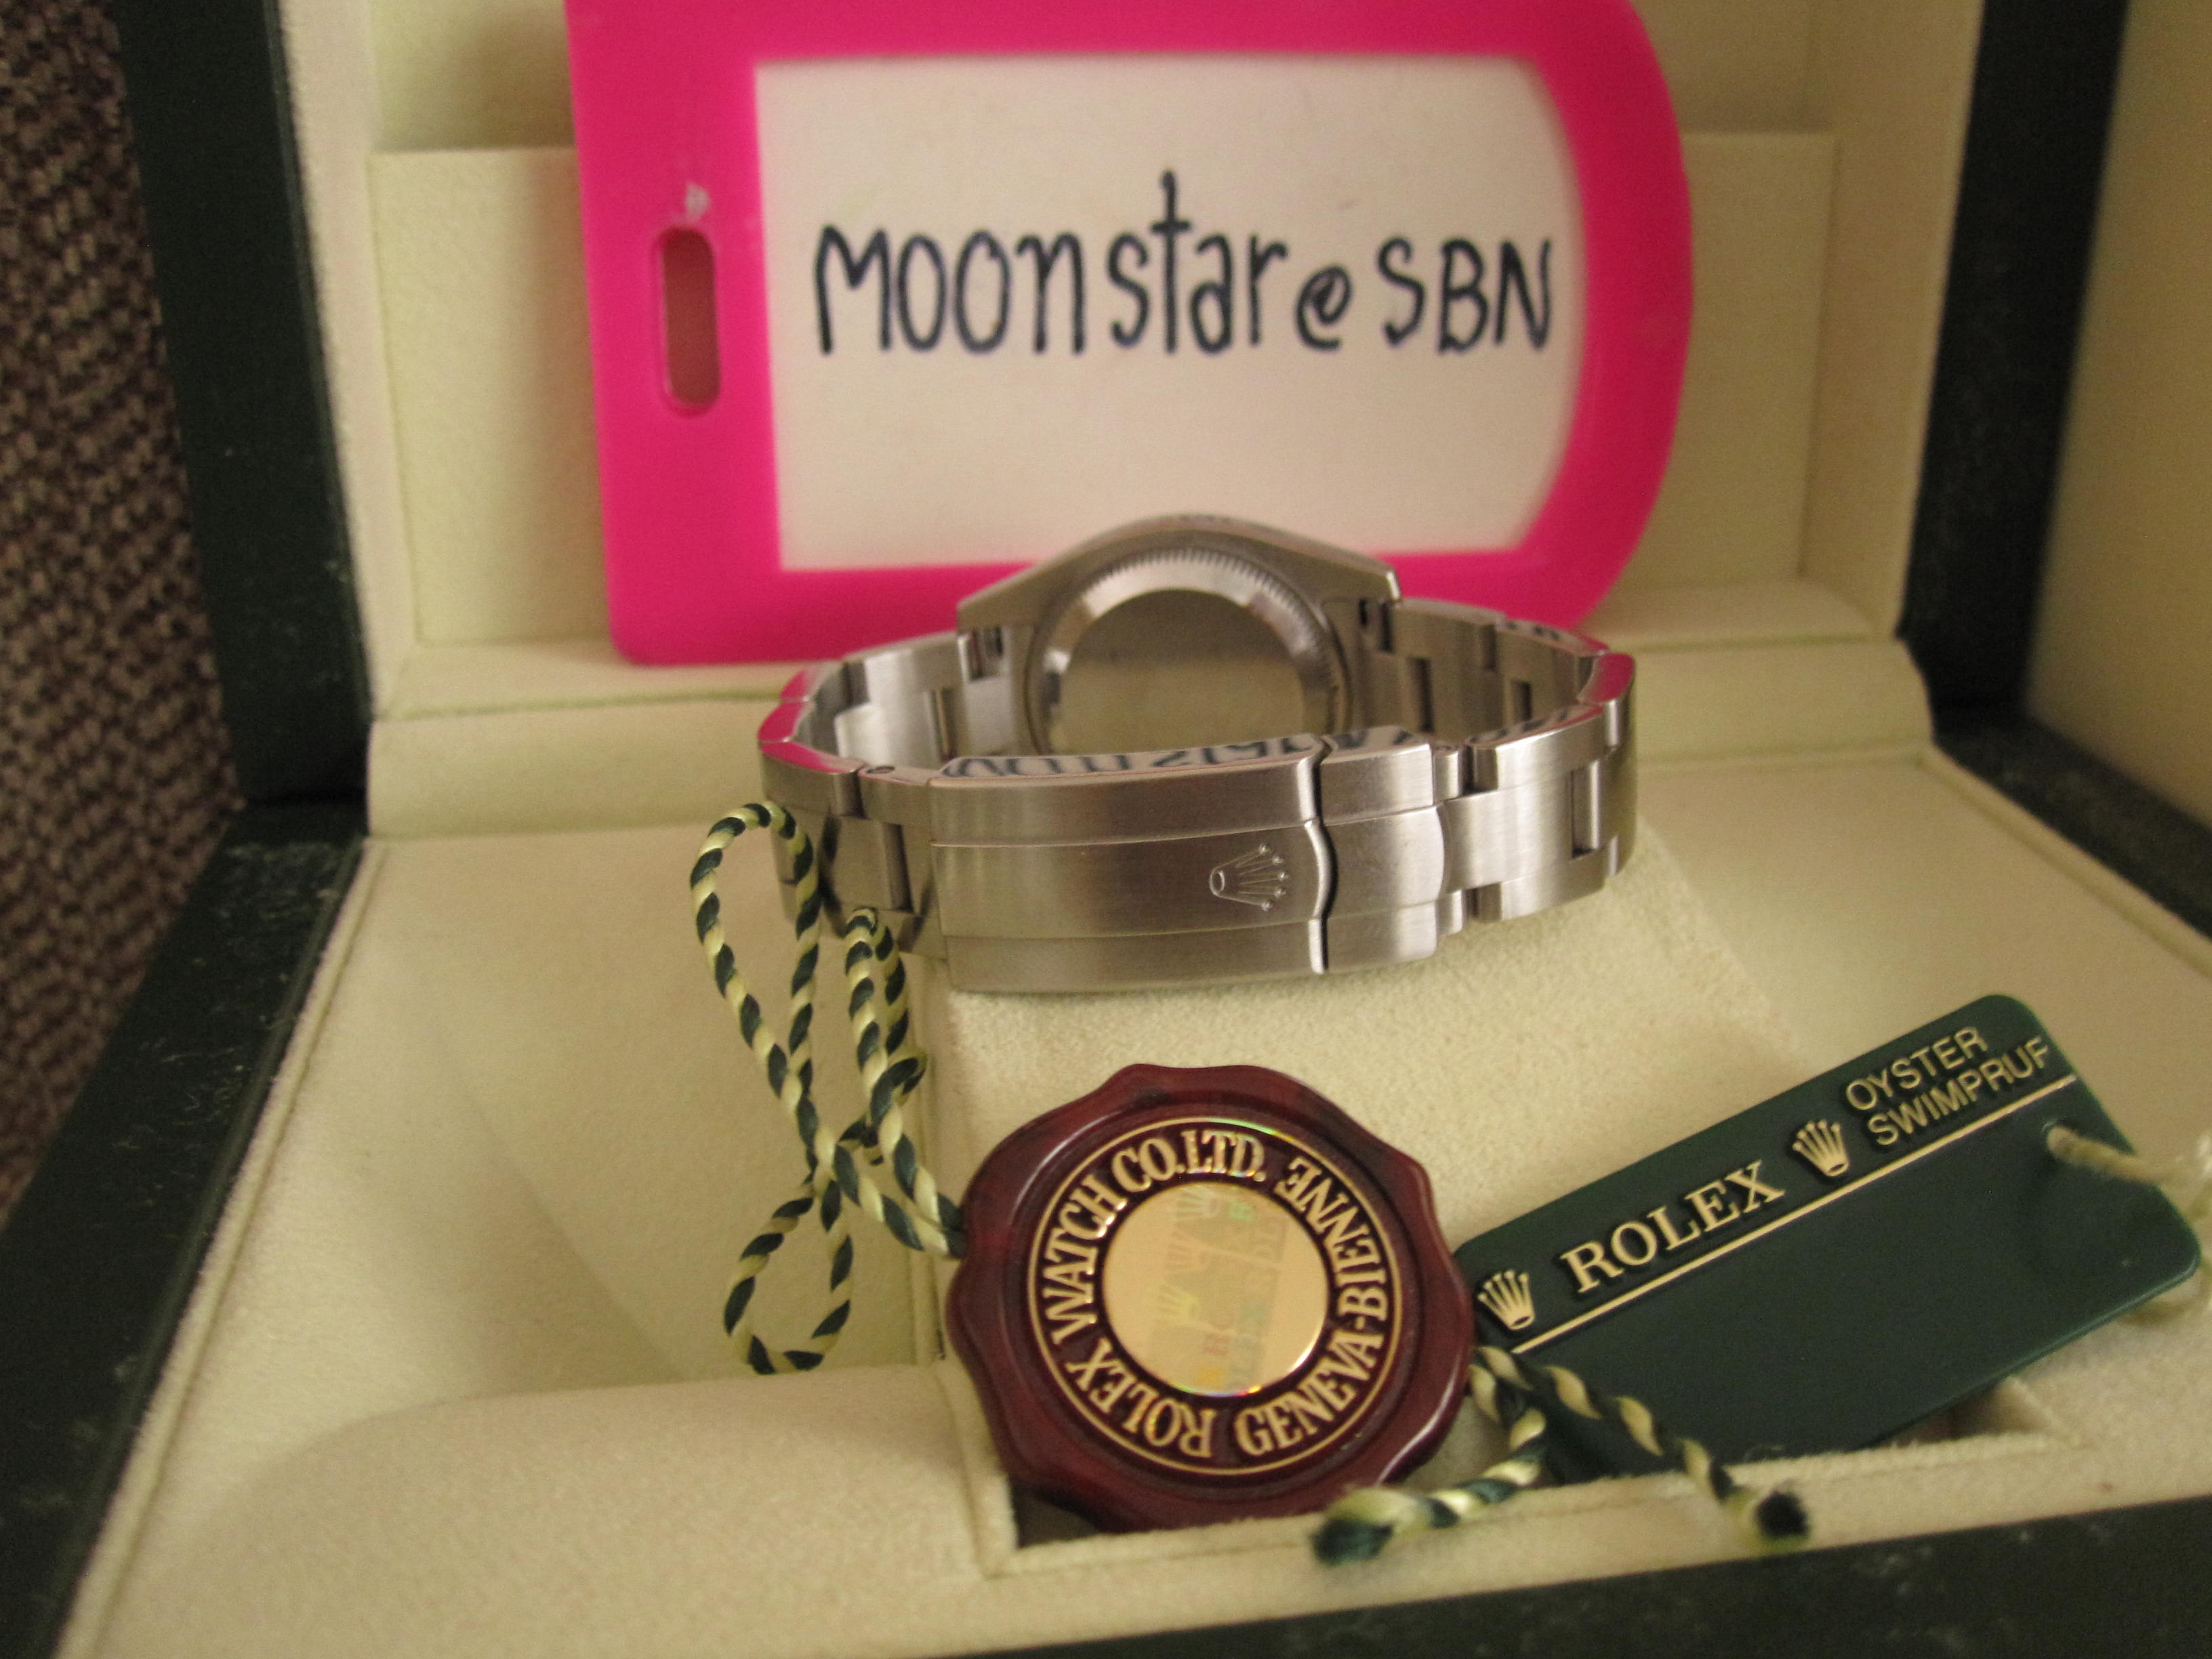 Moonstar@SBN
OYSTER
SWIMPRUF
ROLEX
ROLEX WATCH CO.LTD.
GENEVA-BIENNE